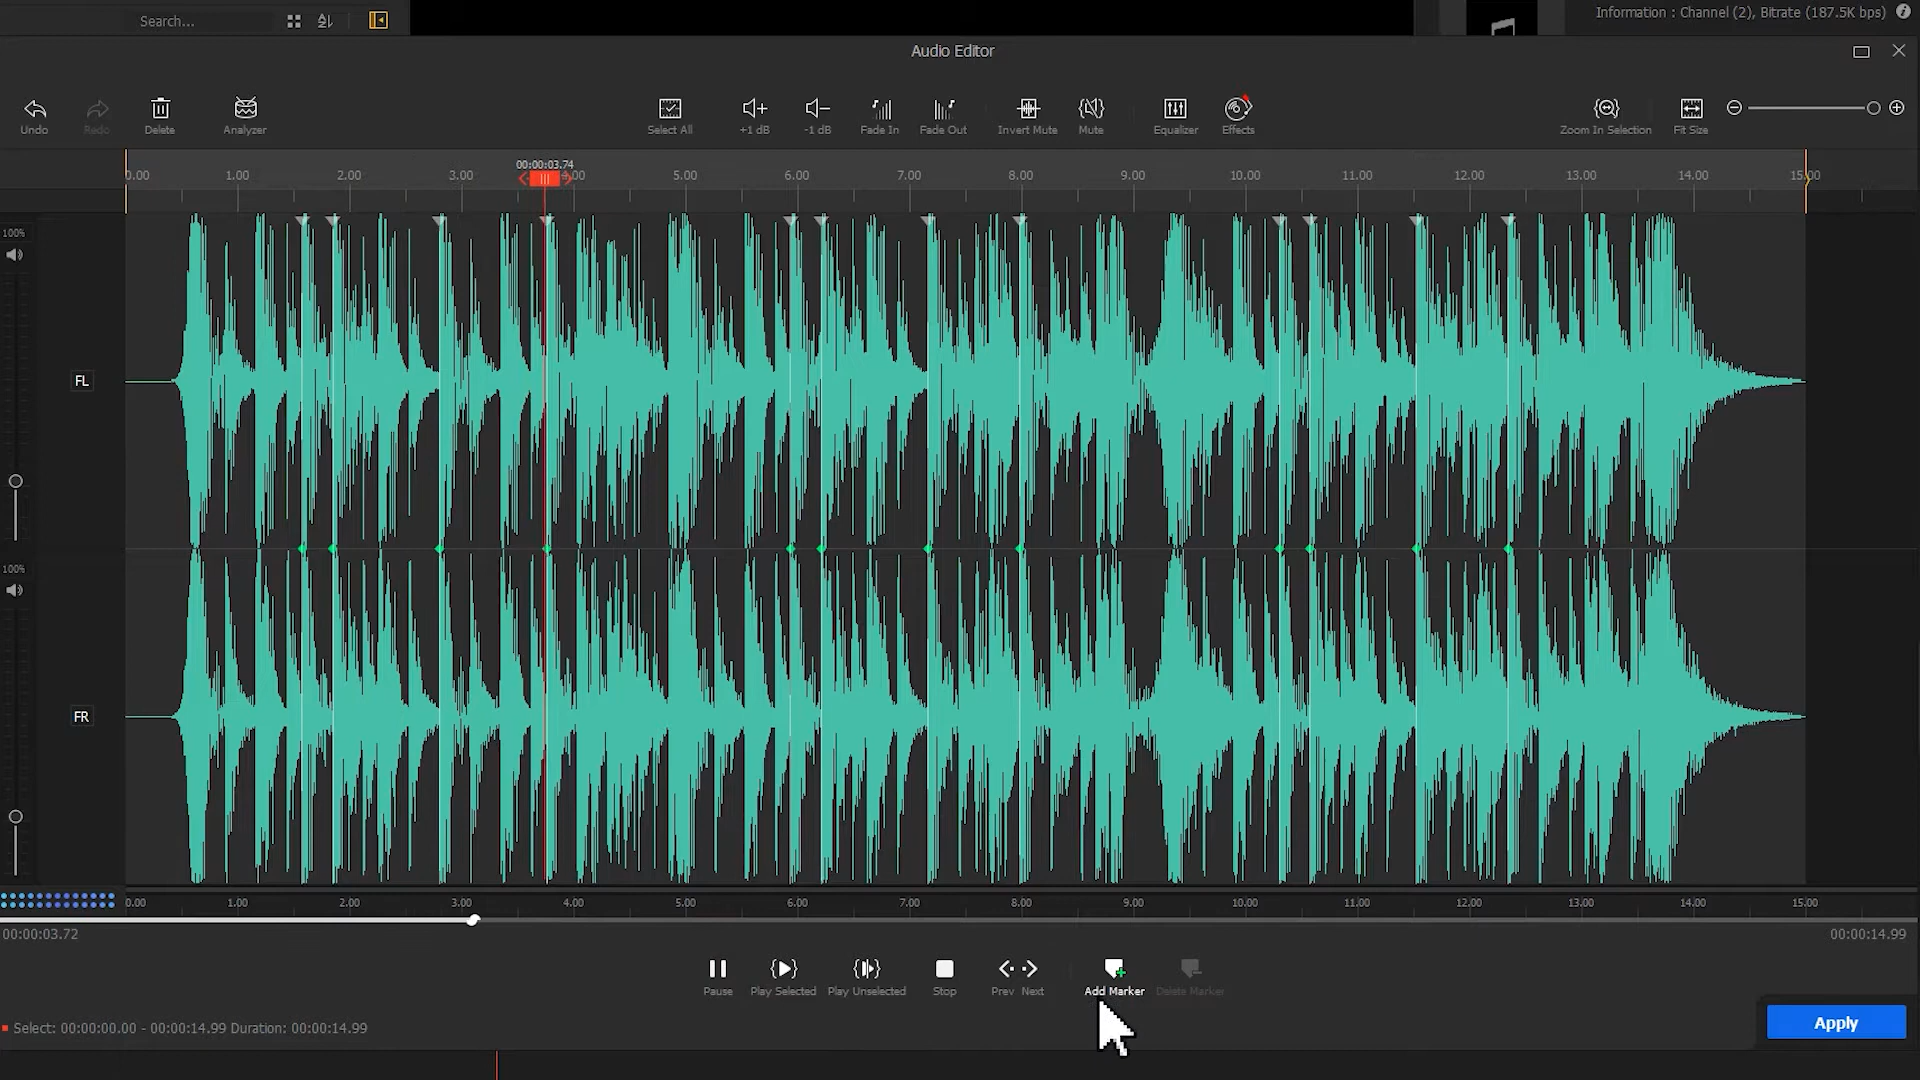 Search...
Information : Channel (2), Bitrate (187.5K bps)
Audio Editor
Undo Redo Delete Analyzer Select All +1 dB -1 dB Fade In Fade Out Invert Mute Mute Equalizer Effects Zoom In Selection Fit Size
00:00:03.74
0.00 1.00 2.00 3.00 4.00 5.00 6.00 7.00 8.00 9.00 10.00 11.00 12.00 13.00 14.00 15.00
100%
FL
100%
FR
0.00 1.00 2.00 3.00 4.00 5.00 6.00 7.00 8.00 9.00 10.00 11.00 12.00 13.00 14.00 15.00
00:00:03.72 00:00:14.99
Pause Play Selected Play Unselected Stop Prev Next Add Marker Delete Marker
Select: 00:00:00.00 - 00:00:14.99 Duration: 00:00:14.99
Apply